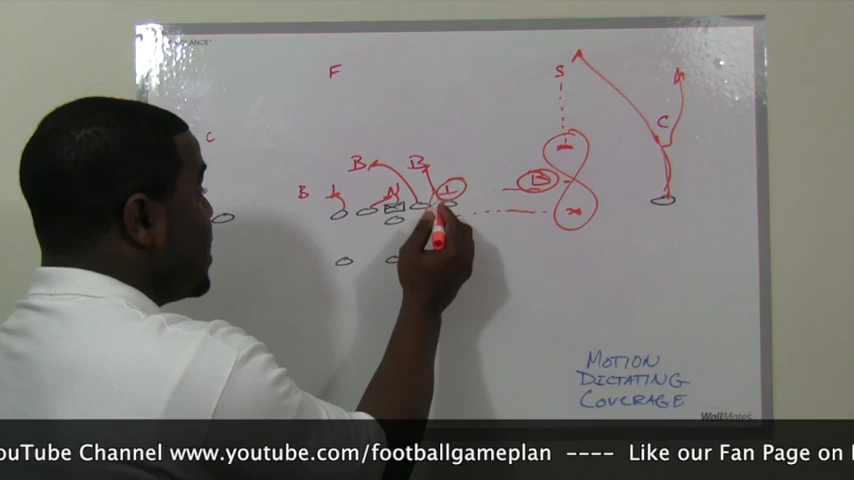 F
S
C
C
B
B
B
N
B
MOTION
DICTATING
COVERAGE
WallMates
ouTube Channel www.youtube.com/footballgameplan ---- Like our Fan Page on